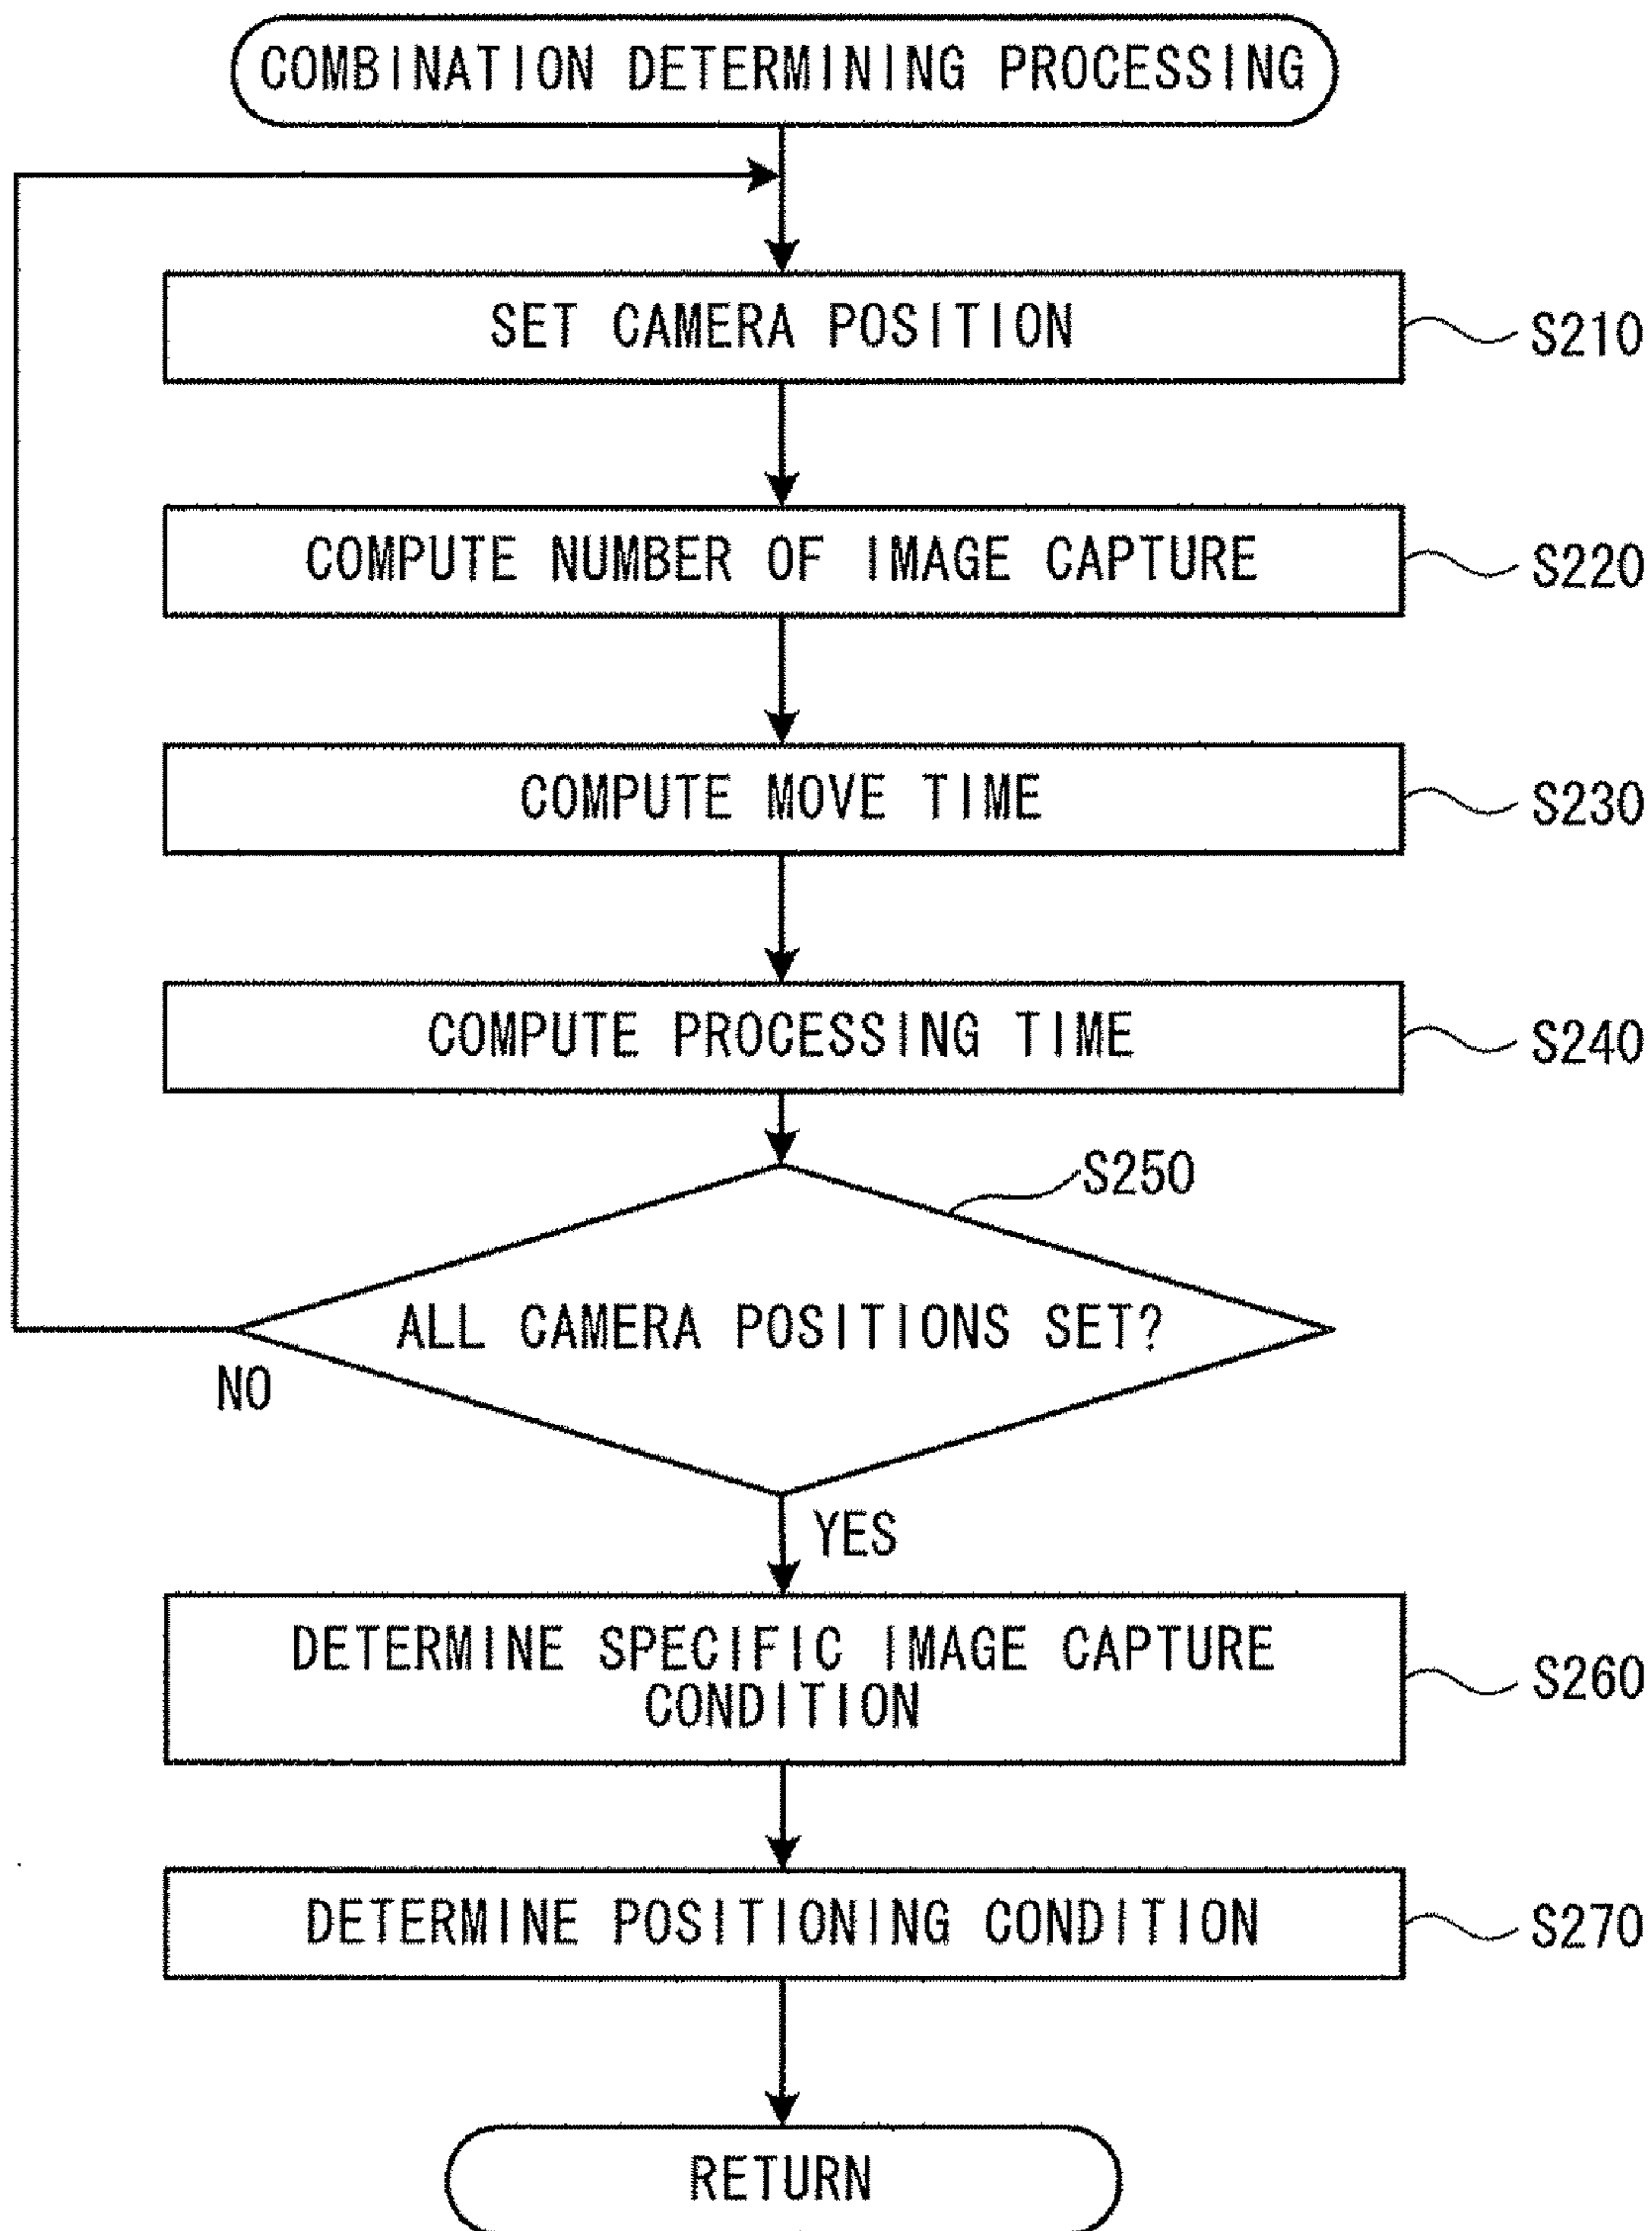 COMBINATION DETERMINING PROCESSING
SET CAMERA POSITION
S210
COMPUTE NUMBER OF IMAGE CAPTURE
S220
COMPUTE MOVE TIME
S230
COMPUTE PROCESSING TIME
S240
S250
ALL CAMERA POSITIONS SET?
NO
YES
DETERMINE SPECIFIC IMAGE CAPTURE
CONDITION
S260
DETERMINE POSITIONING CONDITION
S270
RETURN